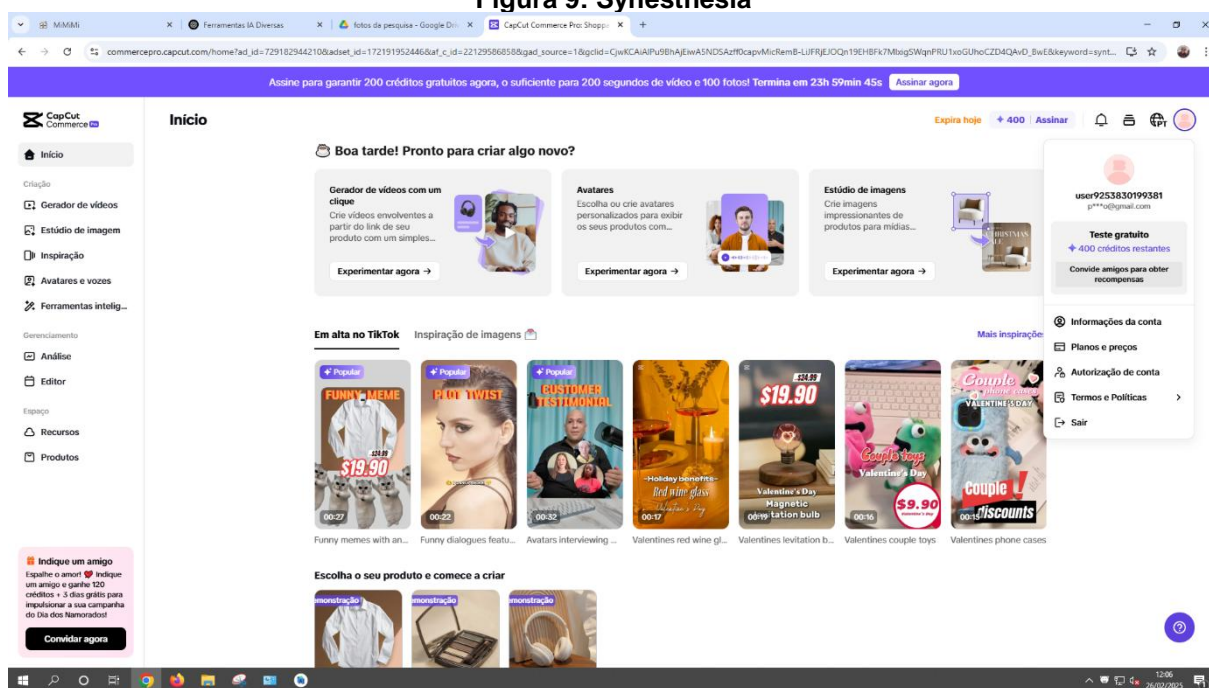 Figura 9: Synesthesia
MiMiMi
Ferramentas IA Diversas
fotos da pesquisa - Google Driv
CapCut Commerce Pro: Shoppa
Assine para garantir 200 créditos gratuitos agora, o suficiente para 200 segundos de vídeo e 100 fotos! Termina em 23h 59min 45s Assinar agora
CapCut
Commerce Pro
Início
Expira hoje 400 Assinar
PT
Início
Criação
Gerador de vídeos
Estúdio de imagem
Inspiração
Avatares e vozes
Ferramentas intelig...
Gerenciamento
Análise
Editor
Espaço
Recursos
Produtos
Indique um amigo
Espalhe o amor! Indique
um amigo e ganhe 120
créditos + 3 dias grátis para
impulsionar a sua campanha
do Dia dos Namorados!
Convidar agora
Boa tarde! Pronto para criar algo novo?
Gerador de vídeos com um
clique
Crie vídeos envolventes a
partir do link de seu
produto com um simples...
Experimentar agora →
Avatares
Escolha ou crie avatares
personalizados para exibir
os seus produtos com...
Experimentar agora →
Estúdio de imagens
Crie imagens
impressionantes de
produtos para mídias...
Experimentar agora →
user9253830199381
p***o@gmail.com
Teste gratuito
400 créditos restantes
Convide amigos para obter
recompensas
Informações da conta
Planos e preços
Autorização de conta
Termos e Políticas
Sair
Em alta no TikTok
Inspiração de imagens
Mais inspirações
Popular
FUNNY MEME
$24.99
$19.90
00:27
Funny memes with an...
Popular
PLOT TWIST
00:22
Funny dialogues featu...
Popular
CUSTOMER
TESTIMONIAL
00:32
Avatars interviewing ...
-Holiday benefits-
Red wine glass
Valentine's Day
00:17
Valentines red wine gl...
$24.99
$19.90
Valentine's Day
Magnetic
levitation bulb
00:19
Valentines levitation b...
Couple toys
Valentine's Day
$9.90
00:16
Valentines couple toys
Couple
phone cases
VALENTINE'S DAY
Couple
discounts
00:15
Valentines phone cases
Escolha o seu produto e comece a criar
monstração
monstração
monstração
12:06
26/02/2025